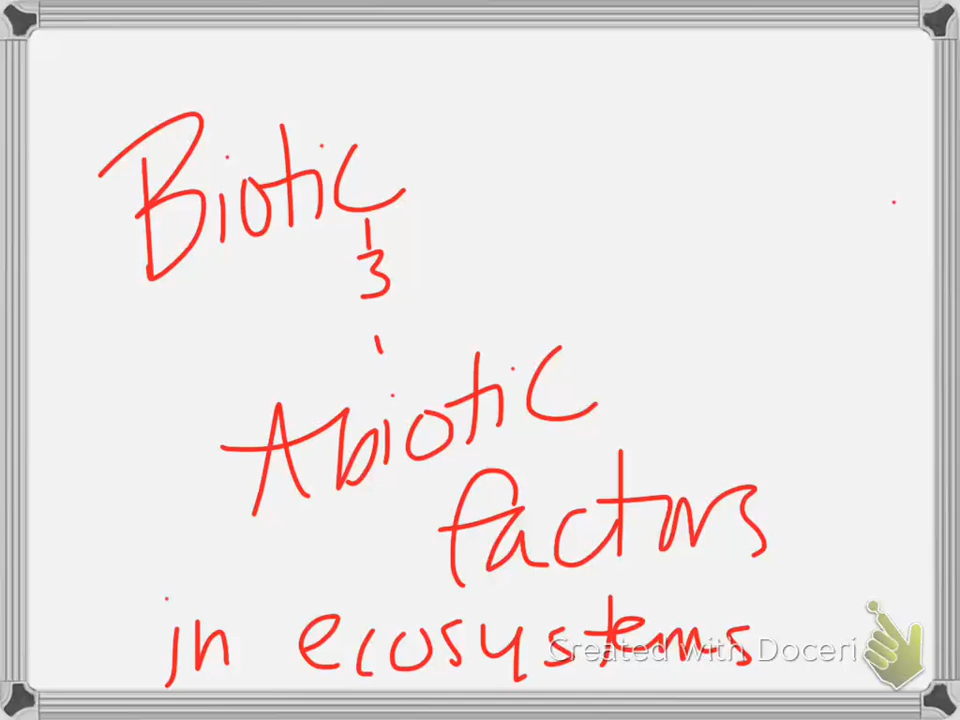 Biotic
&
Abiotic
factors
in ecosystems
Created with Doceri